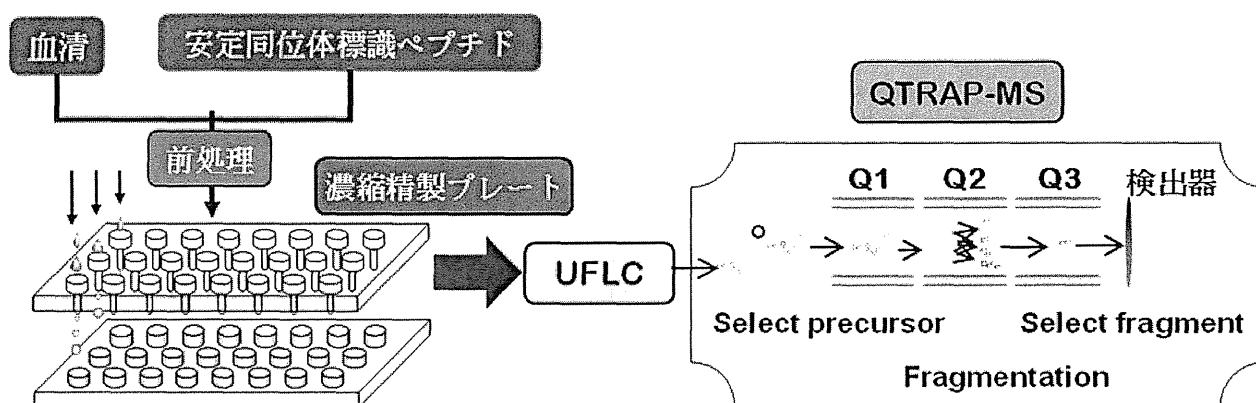 血清
安定同位体標識ペプチド
前処理
濃縮精製プレート
UFLC
QTRAP-MS
Q1
Q2
Q3
検出器
Select precursor
Select fragment
Fragmentation